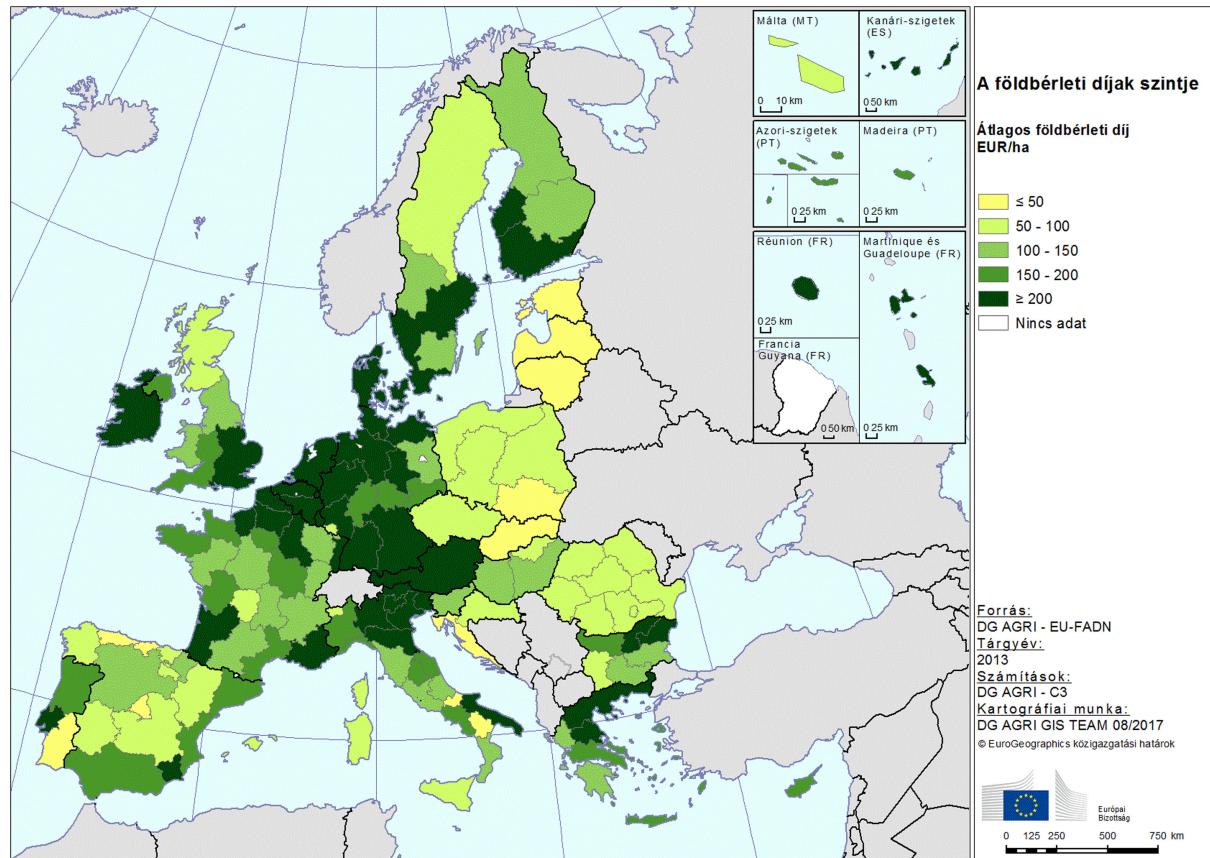 Málta (MT)
0 10 km
Kanári-szigetek
(ES)
0 50 km
Azori-szigetek
(PT)
0 25 km
Madeira (PT)
0 25 km
Réunion (FR)
0 25 km
Martinique és
Guadeloupe (FR)
0 25 km
Francia
Guyana (FR)
0 50 km
A földbérleti díjak szintje
Átlagos földbérleti díj
EUR/ha
≤ 50
50 - 100
100 - 150
150 - 200
≥ 200
Nincs adat
Forrás:
DG AGRI - EU-FADN
Tárgyév:
2013
Számítások:
DG AGRI - C3
Kartográfiai munka:
DG AGRI GIS TEAM 08/2017
© EuroGeographics közigazgatási határok
Európai
Bizottság
0 125 250 500 750 km